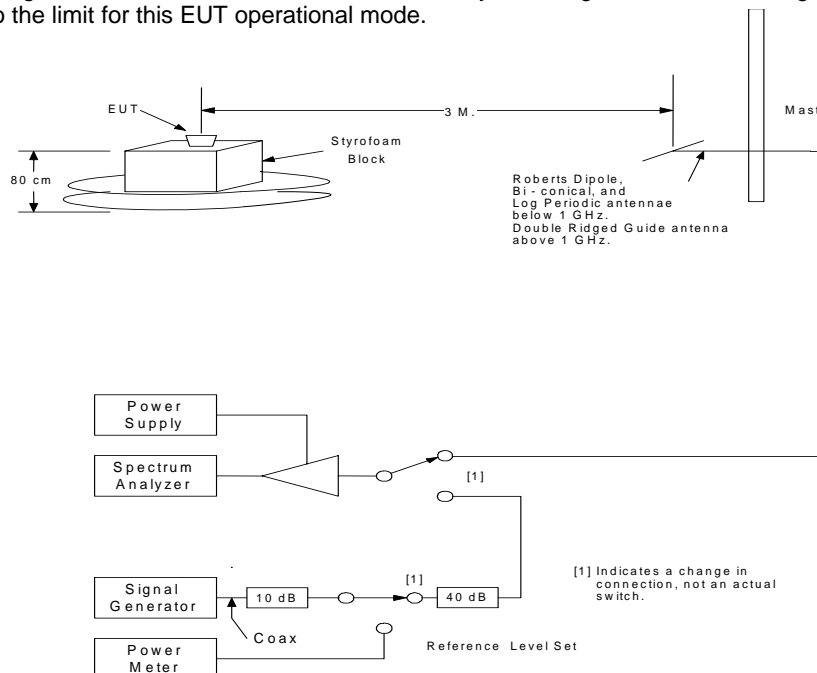 o the limit for this EUT operational mode.
EUT
3 M.
Mast
Styrofoam
Block
80 cm
Roberts Dipole,
Bi - conical, and
Log Periodic antennae
below 1 GHz.
Double Ridged Guide antenna
above 1 GHz.
Power
Supply
Spectrum
Analyzer
[1]
[1] Indicates a change in
connection, not an actual
switch.
Signal
Generator
10 dB
[1]
40 dB
Coax
Reference Level Set
Power
Meter